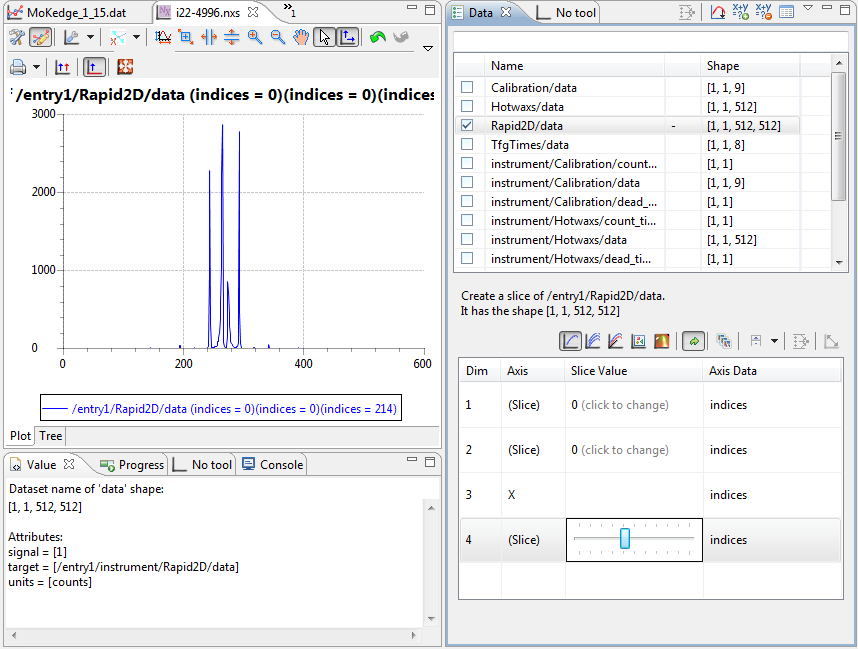 MoKedge_1_15.dat
i22-4996.nxs
»1
/entry1/Rapid2D/data (indices = 0)(indices = 0)(indices
3000
2000
1000
0
0 200 400 600
/entry1/Rapid2D/data (indices = 0)(indices = 0)(indices = 214)
Plot Tree
Value Progress No tool Console
Dataset name of 'data' shape:
[1, 1, 512, 512]
Attributes:
signal = [1]
target = [/entry1/instrument/Rapid2D/data]
units = [counts]
Data No tool
Name Shape
Calibration/data [1, 1, 9]
Hotwaxs/data [1, 1, 512]
Rapid2D/data - [1, 1, 512, 512]
TfgTimes/data [1, 1, 8]
instrument/Calibration/count... [1, 1]
instrument/Calibration/data [1, 1, 9]
instrument/Calibration/dead_... [1, 1]
instrument/Hotwaxs/count_ti... [1, 1]
instrument/Hotwaxs/data [1, 1, 512]
instrument/Hotwaxs/dead_ti... [1, 1]
Create a slice of /entry1/Rapid2D/data.
It has the shape [1, 1, 512, 512]
Dim Axis Slice Value Axis Data
1 (Slice) 0 (click to change) indices
2 (Slice) 0 (click to change) indices
3 X indices
4 (Slice) indices